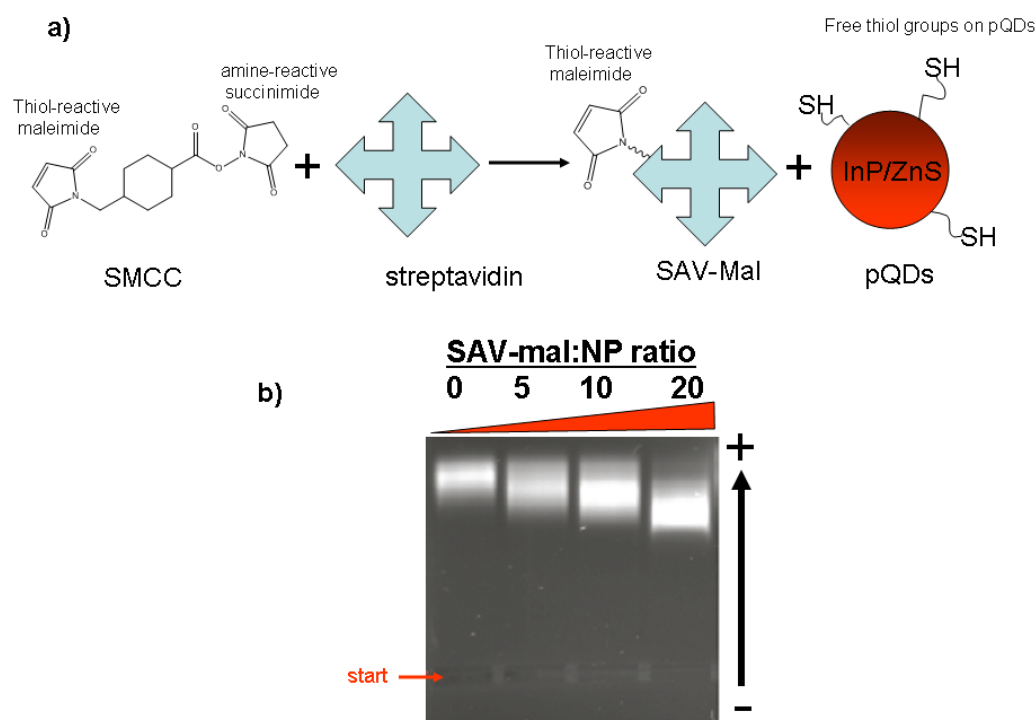 a)
Free thiol groups on pQDs
Thiol-reactive
maleimide
amine-reactive
succinimide
Thiol-reactive
maleimide
SH
SH
SH
InP/ZnS
O
O
N
O
O
N
O
O
O
O
N
SMCC
+
streptavidin
SAV-Mal
+
pQDs
SAV-mal:NP ratio
b)
0 5 10 20
+
start
–